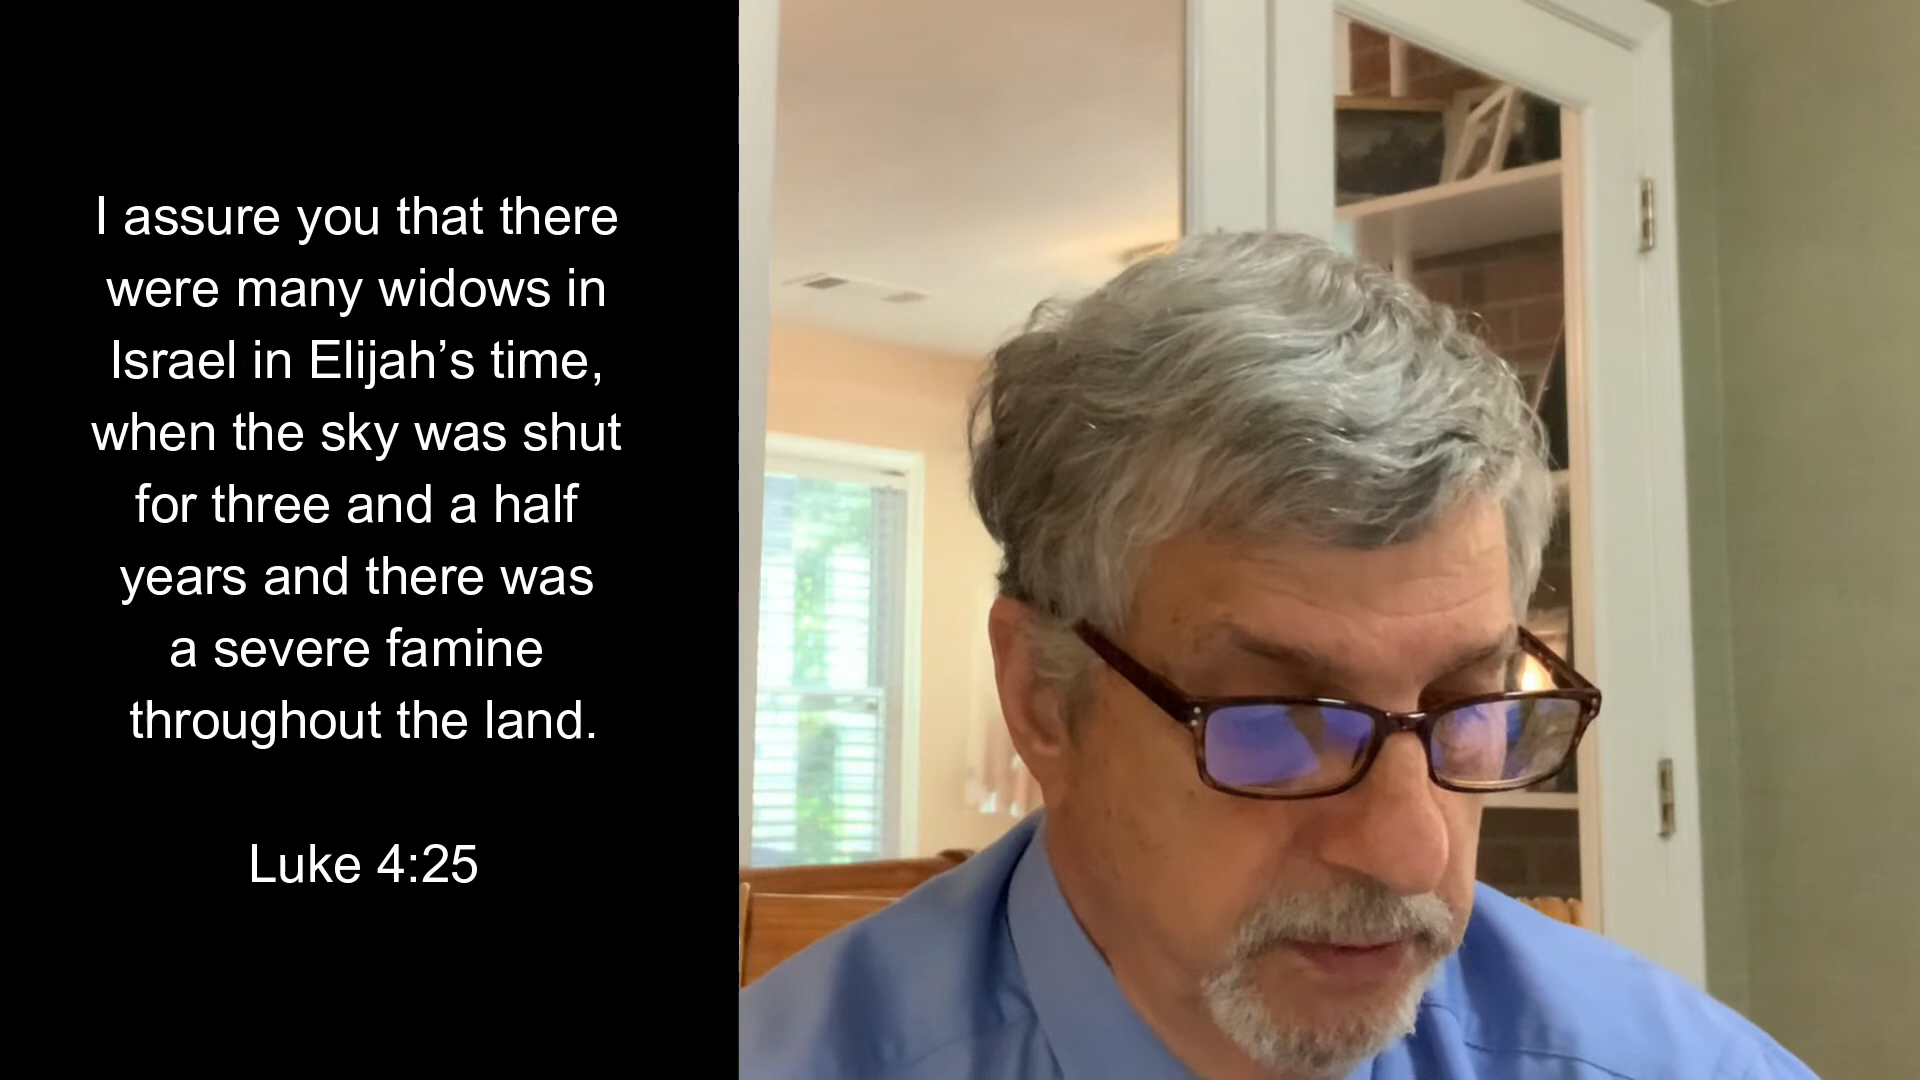 I assure you that there
were many widows in
Israel in Elijah’s time,
when the sky was shut
for three and a half
years and there was
a severe famine
throughout the land.
Luke 4:25